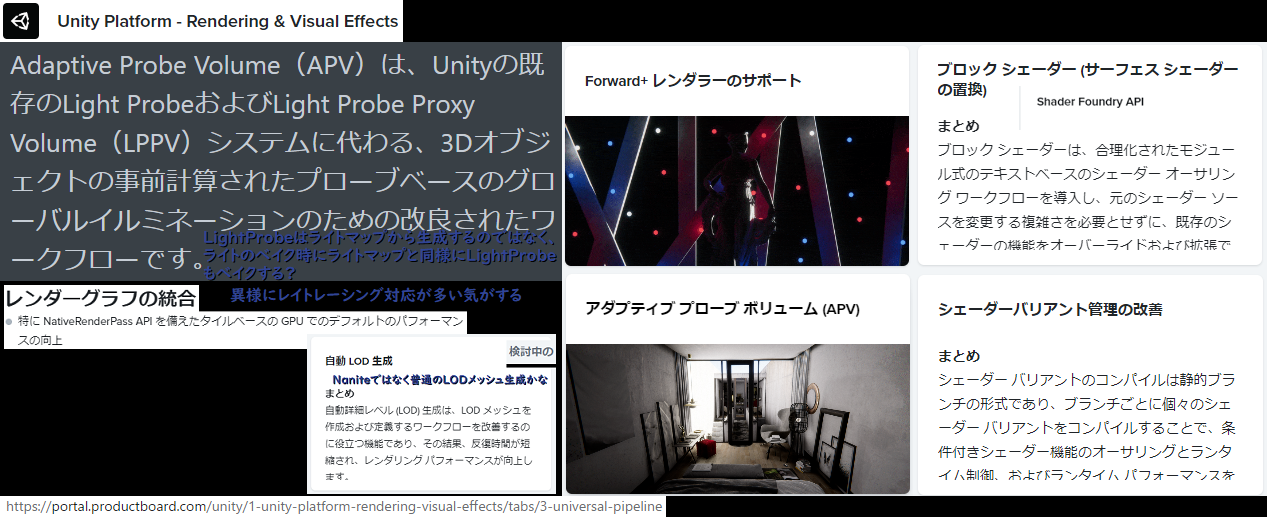 Unity Platform - Rendering & Visual Effects
Adaptive Probe Volume（APV）は、Unityの既
存のLight ProbeおよびLight Probe Proxy
Volume（LPPV）システムに代わる、3Dオブジ
ェクトの事前計算されたプローブベースのグロ
ーバルイルミネーションのための改良されたワ
ークフローです。
LightProbeはライトマップから生成するのではなく、
ライトのベイク時にライトマップと同様にLightProbe
もベイクする?
異様にレイトレーシング対応が多い気がする
レンダーグラフの統合
特に NativeRenderPass API を備えたタイルベースの GPU でのデフォルトのパフォーマン
スの向上
検討中の
自動 LOD 生成
Naniteではなく普通のLODメッシュ生成かな
まとめ
自動詳細レベル (LOD) 生成は、LOD メッシュを
作成および定義するワークフローを改善するの
に役立つ機能であり、その結果、反復時間が短
縮され、レンダリング パフォーマンスが向上し
ます。
Forward+ レンダラーのサポート
アダプティブ プローブ ボリューム (APV)
ブロック シェーダー (サーフェス シェーダー
の置換)
Shader Foundry API
まとめ
ブロック シェーダーは、合理化されたモジュー
ル式のテキストベースのシェーダー オーサリン
グ ワークフローを導入し、元のシェーダー ソー
スを変更する複雑さを必要とせずに、既存のシ
ェーダーの機能をオーバーライドおよび拡張で
シェーダーバリアント管理の改善
まとめ
シェーダー バリアントのコンパイルは静的ブラ
ンチの形式であり、ブランチごとに個々のシェ
ーダー バリアントをコンパイルすることで、条
件付きシェーダー機能のオーサリングとランタ
イム制御、およびランタイム パフォーマンスを
https://portal.productboard.com/unity/1-unity-platform-rendering-visual-effects/tabs/3-universal-pipeline